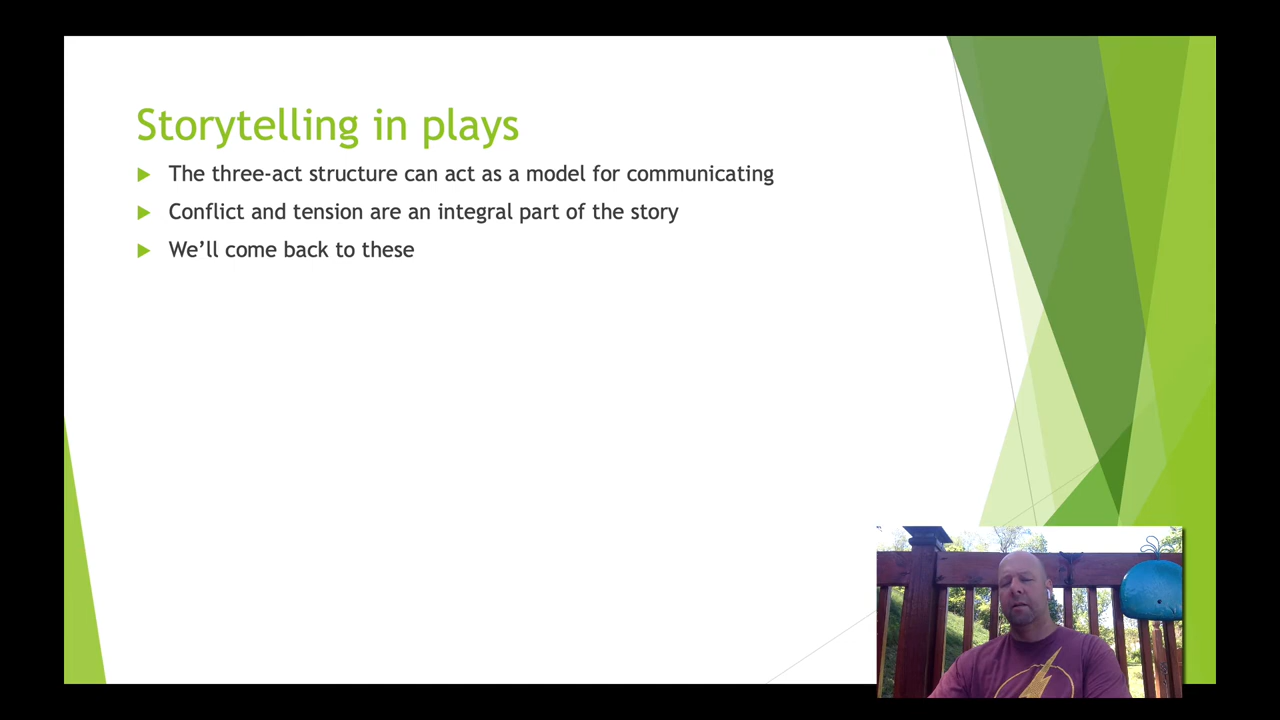 Storytelling in plays
The three-act structure can act as a model for communicating
Conflict and tension are an integral part of the story
We’ll come back to these